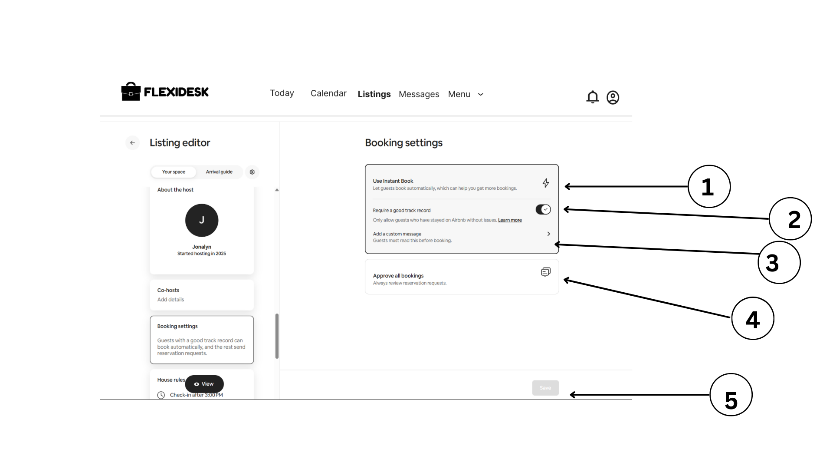 FLEXIDESK
Today Calendar Listings Messages Menu
Listing editor
Your space Arrival guide
About the host
J
Jonalyn
Started hosting in 2025
Co-hosts
Add details
Booking settings
Guests with a good track record can
book automatically, and the rest send
reservation requests.
House rules
View
Check-in after 3:00 PM
Booking settings
Use Instant Book
Let guests book automatically, which can help you get more bookings.
Require a good track record
Only allow guests who have stayed on Airbnb without issues. Learn more
Add a custom message
Guests must read this before booking.
Approve all bookings
Always review reservation requests.
Save
1
2
3
4
5